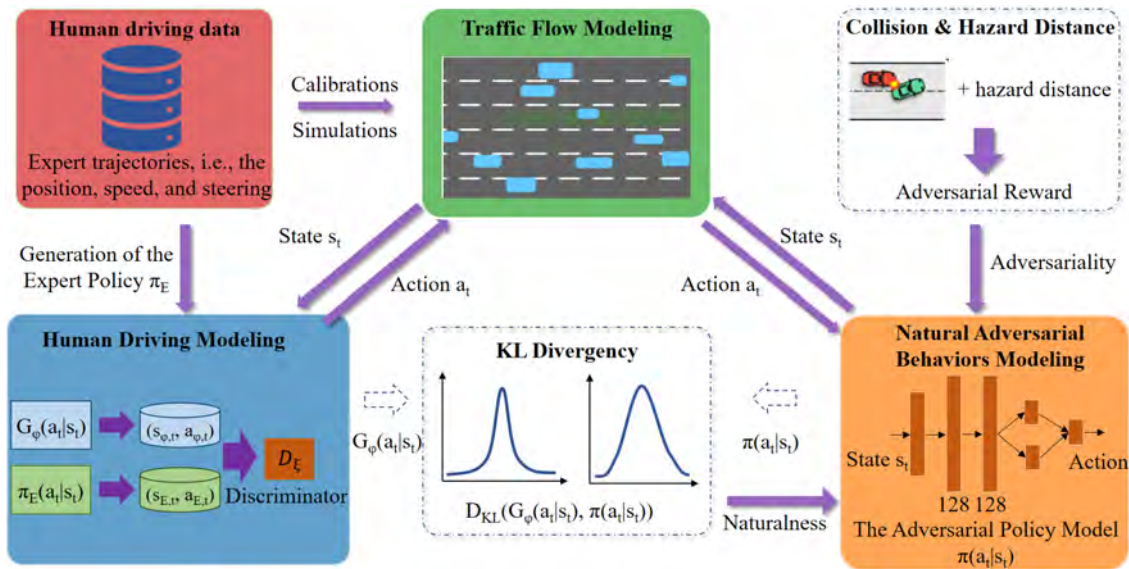 Human driving data
Expert trajectories, i.e., the
position, speed, and steering
Calibrations
Simulations
Traffic Flow Modeling
Collision & Hazard Distance
+ hazard distance
Adversarial Reward
Generation of the
Expert Policy π_E
State s_t
Action a_t
State s_t
Action a_t
Adversariality
Human Driving Modeling
G_φ(a_t|s_t)
(s_φ,t, a_φ,t)
π_E(a_t|s_t)
(s_E,t, a_E,t)
D_ξ
Discriminator
G_φ(a_t|s_t)
KL Divergency
D_KL(G_φ(a_t|s_t), π(a_t|s_t))
π(a_t|s_t)
Naturalness
Natural Adversarial
Behaviors Modeling
State s_t
Action
128 128
The Adversarial Policy Model
π(a_t|s_t)